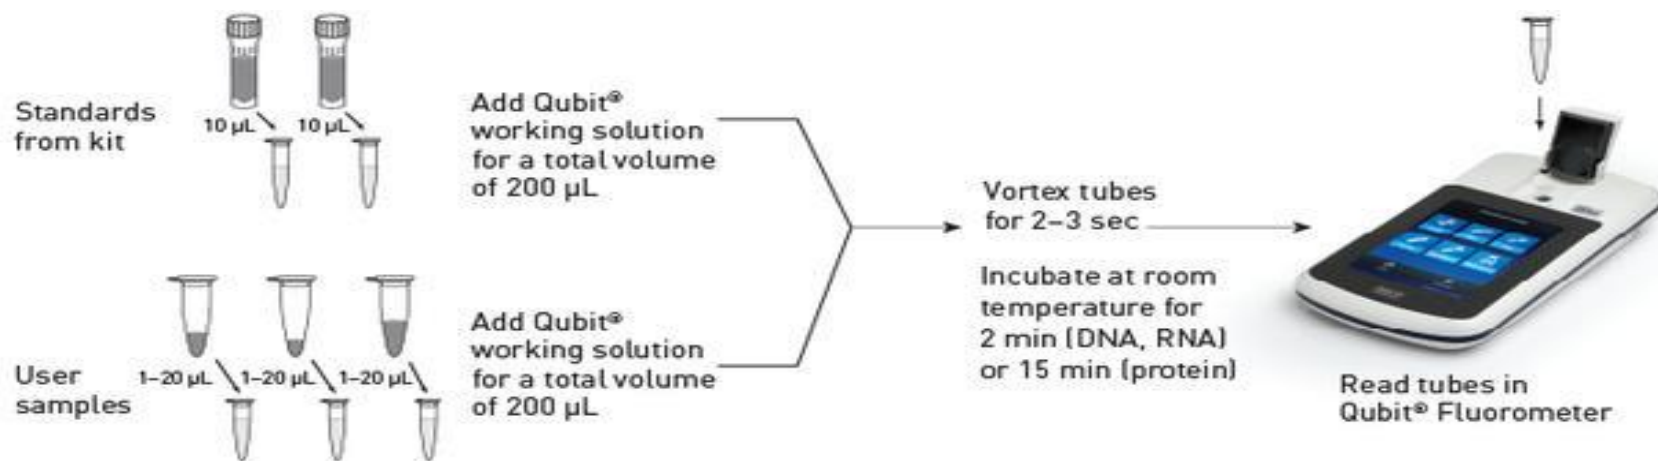 Standards
from kit
10 µL
10 µL
Add Qubit®
working solution
for a total volume
of 200 µL
User
samples
1–20 µL
1–20 µL
1–20 µL
Add Qubit®
working solution
for a total volume
of 200 µL
Vortex tubes
for 2–3 sec
Incubate at room
temperature for
2 min (DNA, RNA)
or 15 min (protein)
Read tubes in
Qubit® Fluorometer